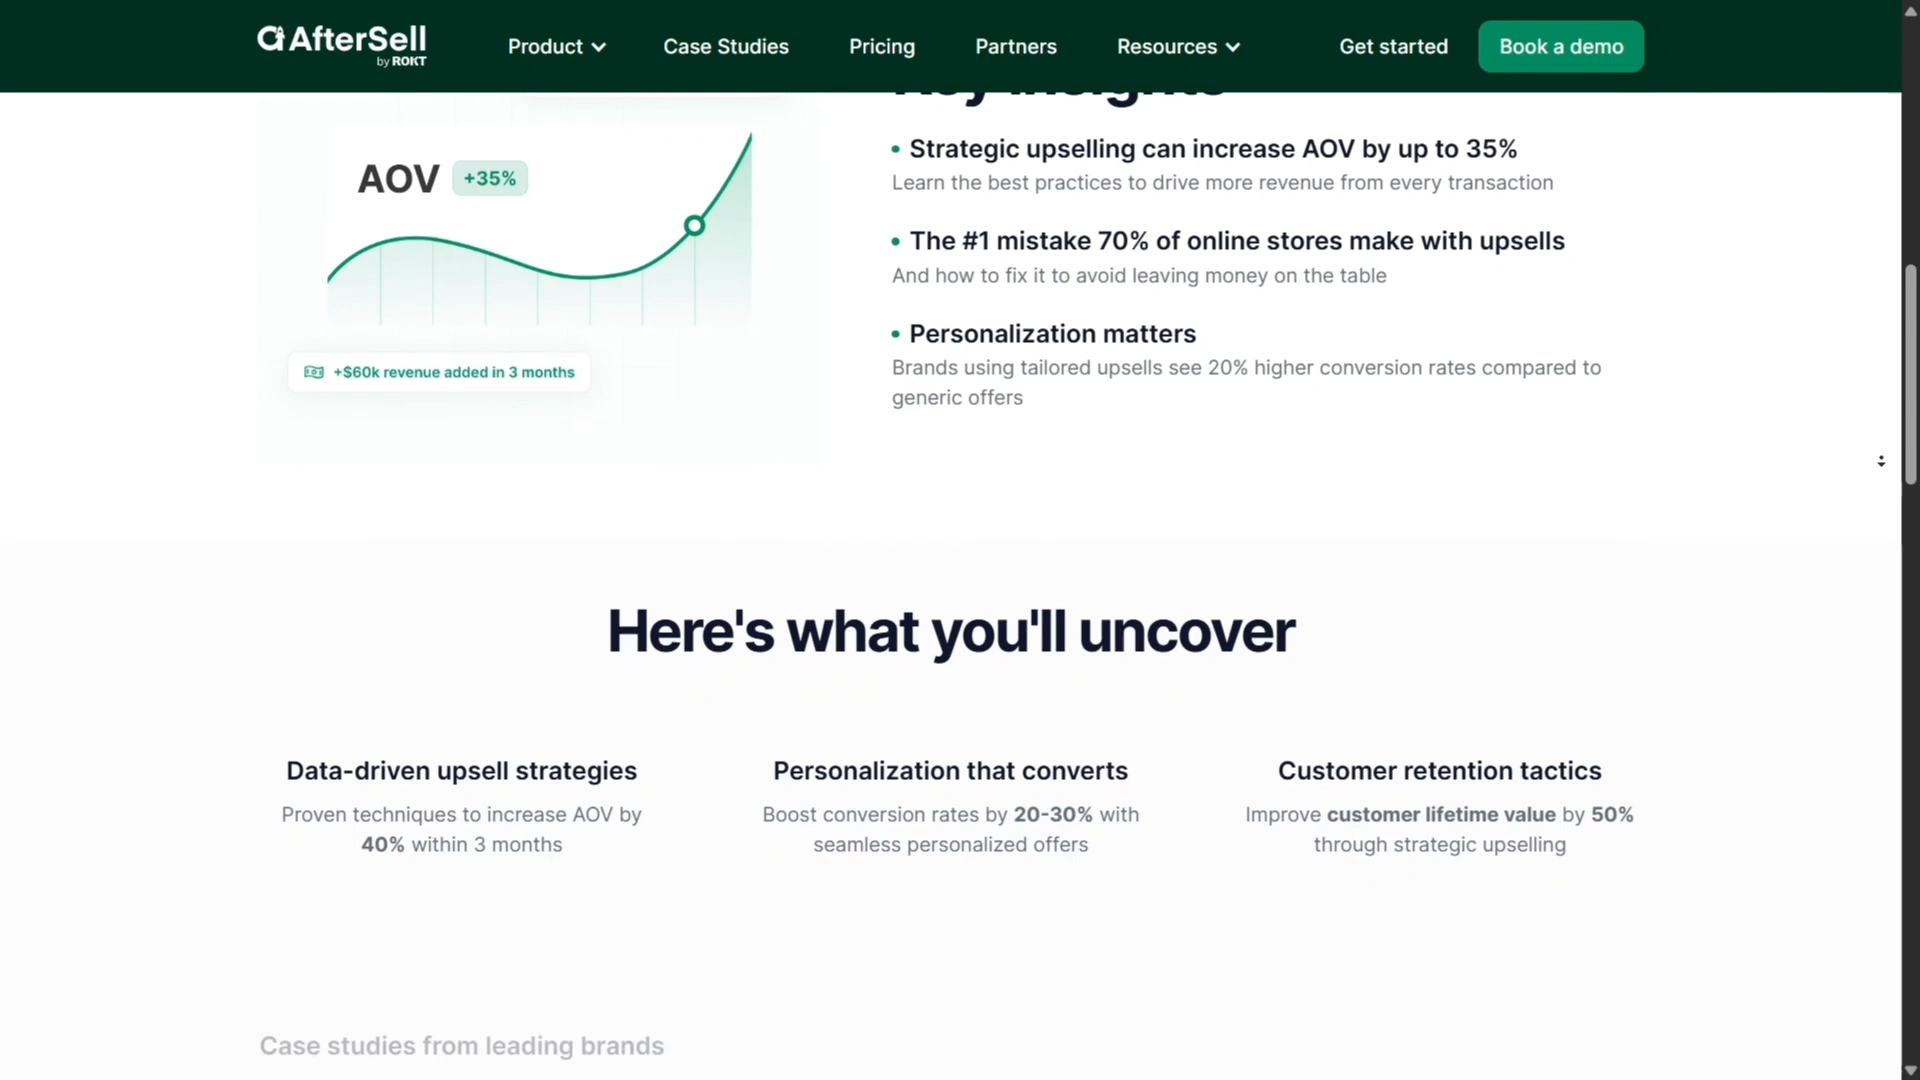 AfterSell
by ROKT
Product
Case Studies
Pricing
Partners
Resources
Get started
Book a demo
Key insights
AOV
+35%
+$60k revenue added in 3 months
• Strategic upselling can increase AOV by up to 35%
Learn the best practices to drive more revenue from every transaction
• The #1 mistake 70% of online stores make with upsells
And how to fix it to avoid leaving money on the table
• Personalization matters
Brands using tailored upsells see 20% higher conversion rates compared to
generic offers
Here's what you'll uncover
Data-driven upsell strategies
Proven techniques to increase AOV by
40% within 3 months
Personalization that converts
Boost conversion rates by 20-30% with
seamless personalized offers
Customer retention tactics
Improve customer lifetime value by 50%
through strategic upselling
Case studies from leading brands